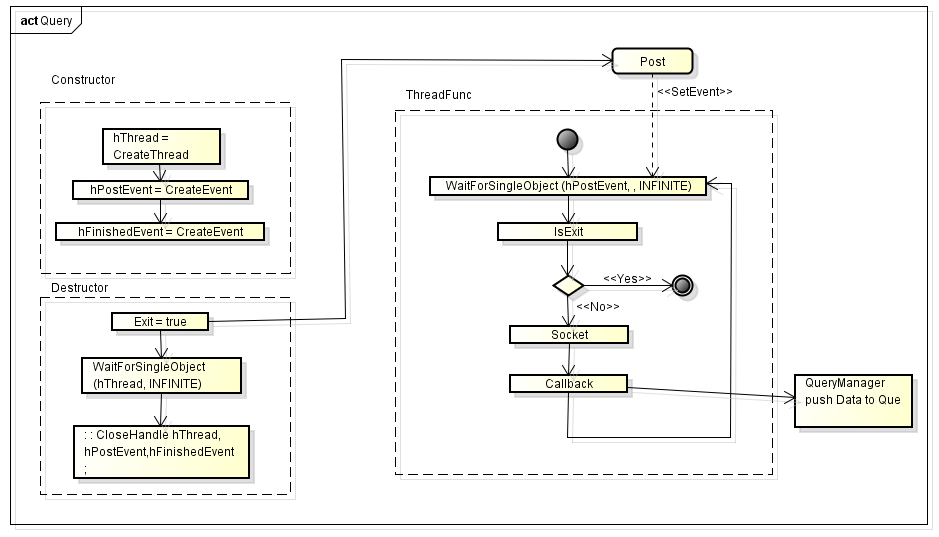 act Query
Constructor
hThread =
CreateThread
hPostEvent = CreateEvent
hFinishedEvent = CreateEvent
Destructor
Exit = true
WaitForSingleObject
(hThread, INFINITE)
: : CloseHandle hThread,
hPostEvent,hFinishedEvent
;
Post
<<SetEvent>>
ThreadFunc
WaitForSingleObject (hPostEvent, , INFINITE)
IsExit
<<Yes>>
<<No>>
Socket
Callback
QueryManager
push Data to Que